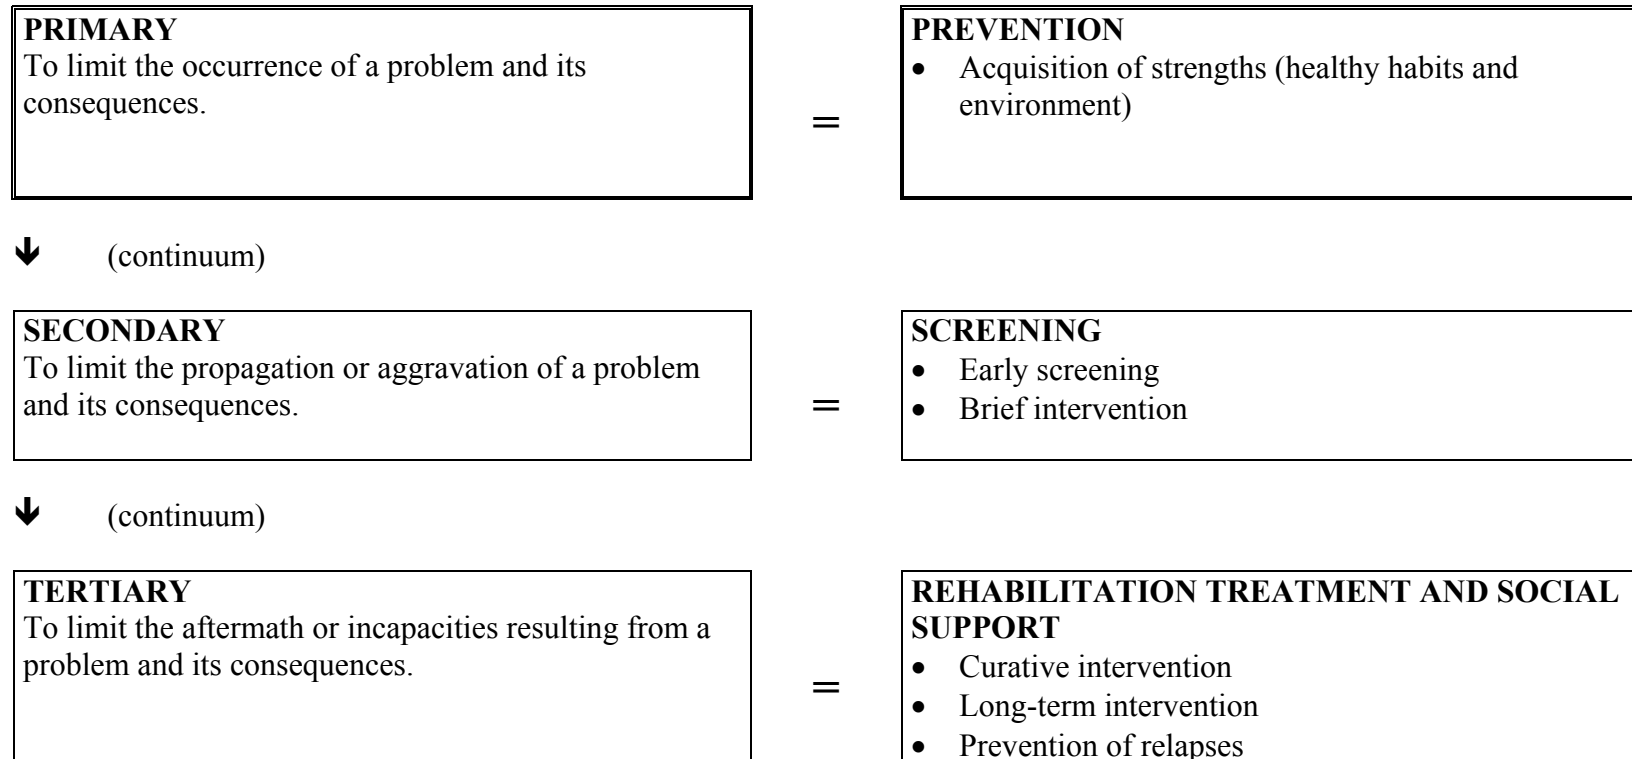 PRIMARY
To limit the occurrence of a problem and its
consequences.
=
PREVENTION
• Acquisition of strengths (healthy habits and
environment)
🡻 (continuum)
SECONDARY
To limit the propagation or aggravation of a problem
and its consequences.
=
SCREENING
• Early screening
• Brief intervention
🡻 (continuum)
TERTIARY
To limit the aftermath or incapacities resulting from a
problem and its consequences.
=
REHABILITATION TREATMENT AND SOCIAL
SUPPORT
• Curative intervention
• Long-term intervention
• Prevention of relapses